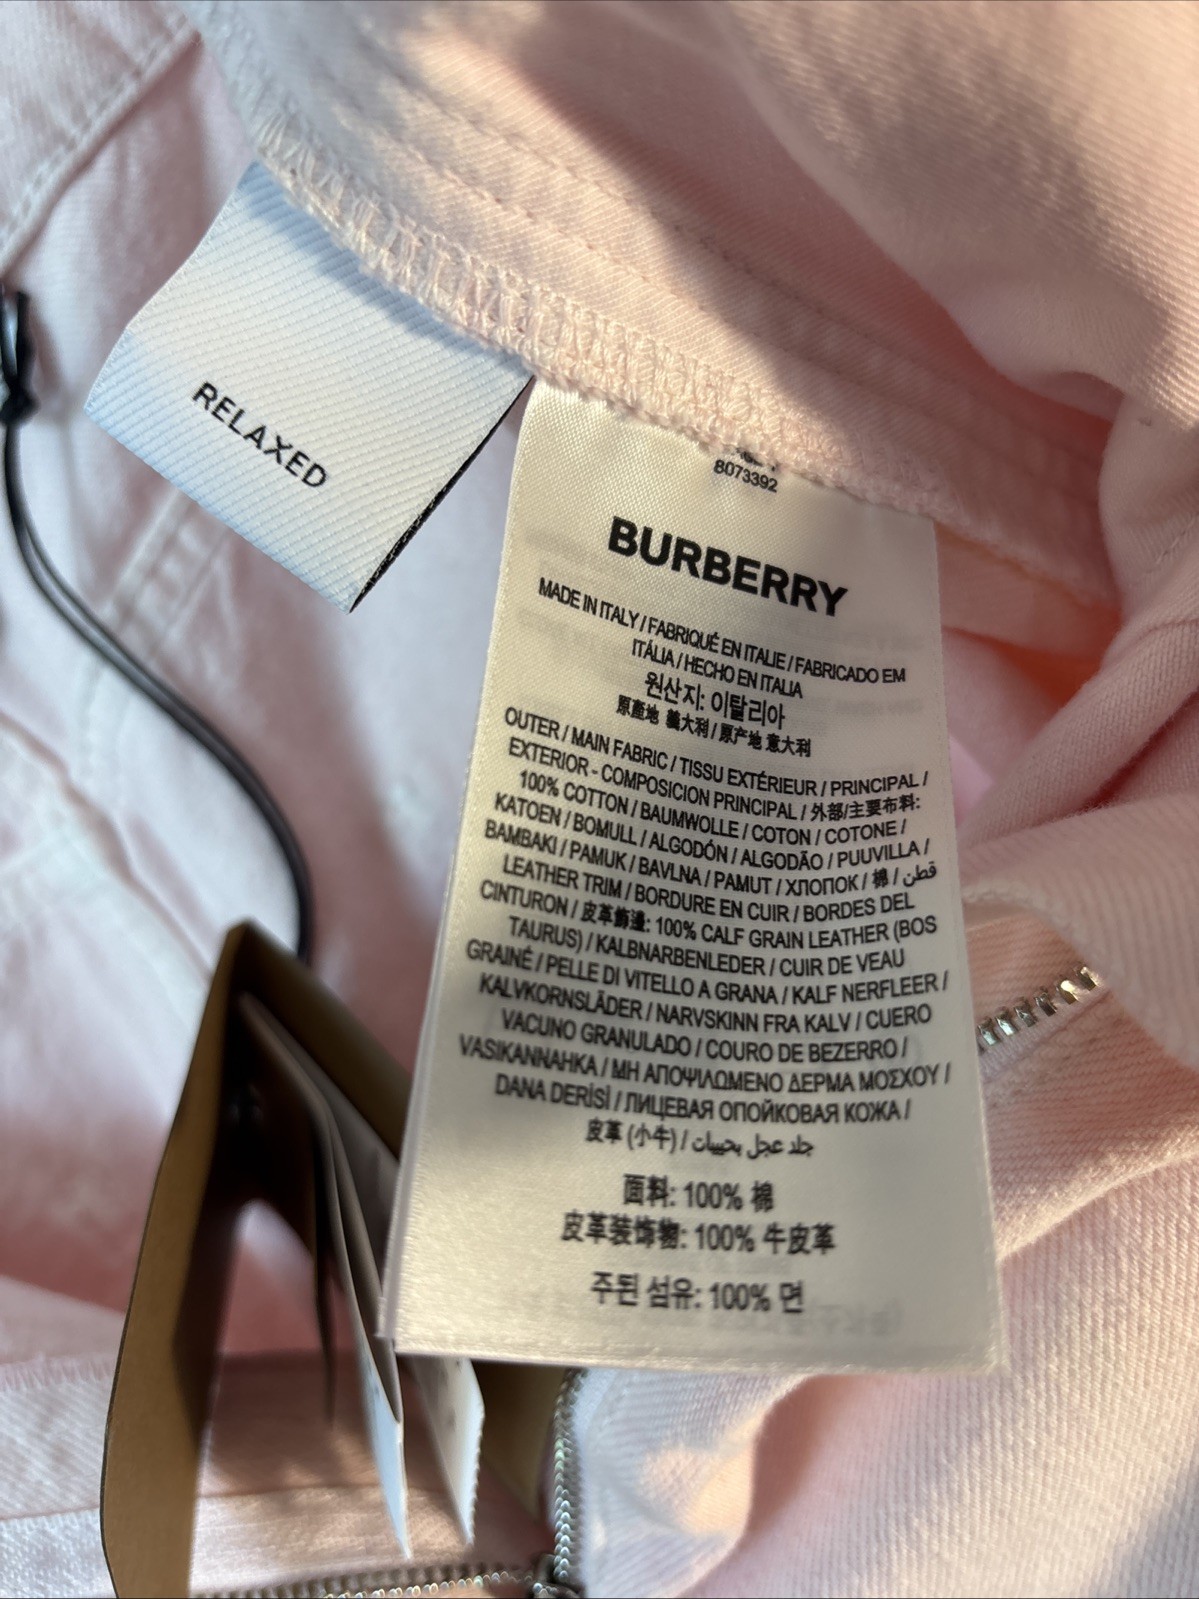 RELAXED
8073392
BURBERRY
MADE IN ITALY / FABRIQUÉ EN ITALIE / FABRICADO EM
ITÁLIA / HECHO EN ITALIA
원산지: 이탈리아
原產地 義大利 / 原产地 意大利
OUTER / MAIN FABRIC / TISSU EXTÉRIEUR / PRINCIPAL /
EXTERIOR - COMPOSICION PRINCIPAL / 外部/主要布料:
100% COTTON / BAUMWOLLE / COTON / COTONE /
KATOEN / BOMULL / ALGODÓN / ALGODÃO / PUUVILLA /
BAMBAKI / PAMUK / BAVLNA / PAMUT / ХЛОПОК / 棉 / قطن
LEATHER TRIM / BORDURE EN CUIR / BORDES DEL
CINTURON / 皮革飾邊: 100% CALF GRAIN LEATHER (BOS
TAURUS) / KALBNARBENLEDER / CUIR DE VEAU
GRAINÉ / PELLE DI VITELLO A GRANA / KALF NERFLEER /
KALVKORNSLÄDER / NARVSKINN FRA KALV / CUERO
VACUNO GRANULADO / COURO DE BEZERRO /
VASIKANNAHKA / ΜΗ ΑΠΟΨΙΛΩΜΕΝΟ ΔΕΡΜΑ ΜΟΣΧΟΥ /
DANA DERİSİ / ЛИЦЕВАЯ ОПОЙКОВАЯ КОЖА /
皮革 (小牛) / جلد عجل بحبيبات
面料: 100% 棉
皮革装饰物: 100% 牛皮革
주된 섬유: 100% 면